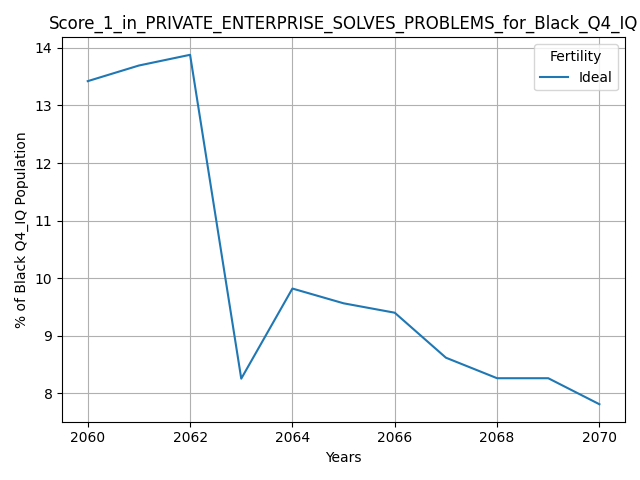 Score_1_in_PRIVATE_ENTERPRISE_SOLVES_PROBLEMS_for_Black_Q4_IQ
14
13
12
11
10
9
8
% of Black Q4_IQ Population
Fertility
Ideal
2060 2062 2064 2066 2068 2070
Years